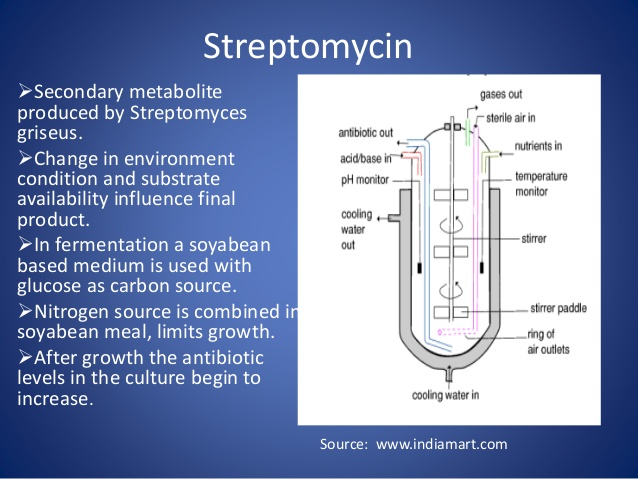 Streptomycin
➢Secondary metabolite
produced by Streptomyces
griseus.
➢Change in environment
condition and substrate
availability influence final
product.
➢In fermentation a soyabean
based medium is used with
glucose as carbon source.
➢Nitrogen source is combined in
soyabean meal, limits growth.
➢After growth the antibiotic
levels in the culture begin to
increase.
gases out
sterile air in
antibiotic out
nutrients in
acid/base in
pH monitor
temperature
monitor
cooling
water
out
stirrer
stirrer paddle
ring of
air outlets
cooling water in
Source: www.indiamart.com